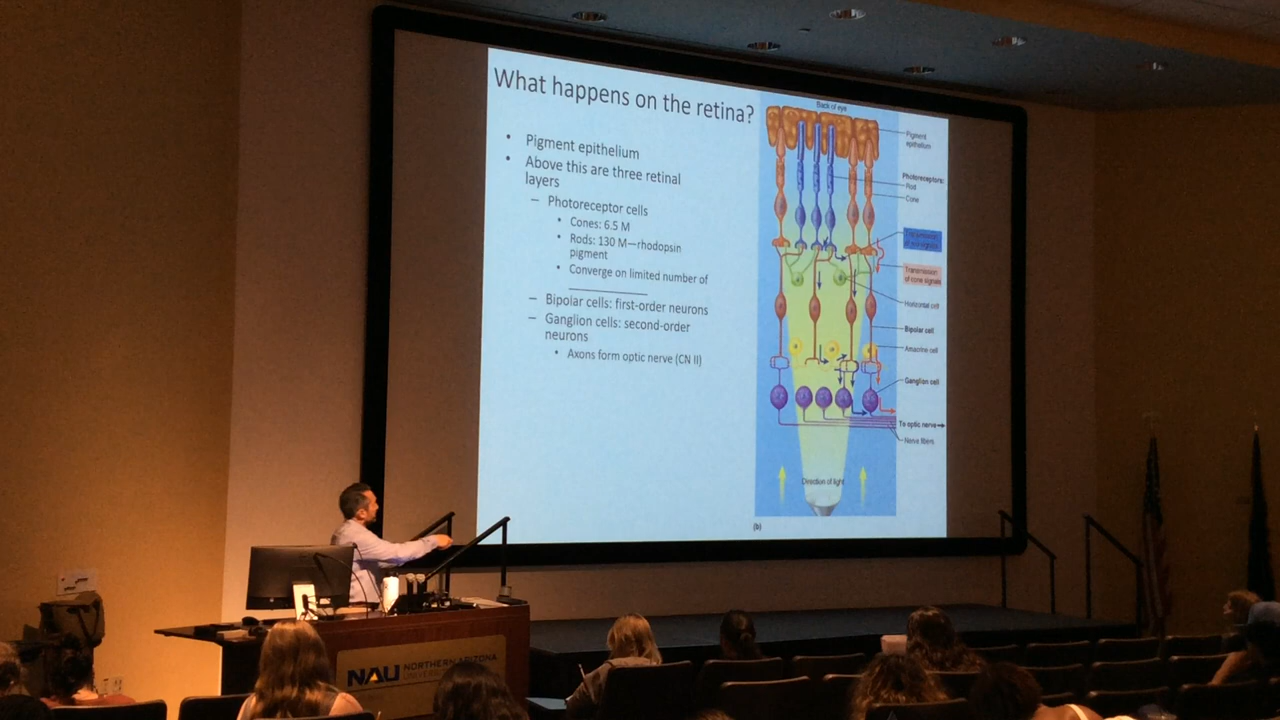 What happens on the retina?
• Pigment epithelium
• Above this are three retinal
layers
– Photoreceptor cells
• Cones: 6.5 M
• Rods: 130 M—rhodopsin
pigment
• Converge on limited number of
– Bipolar cells: first-order neurons
– Ganglion cells: second-order
neurons
• Axons form optic nerve (CN II)
Back of eye
Pigment
epithelium
Photoreceptors:
Rod
Cone
Transmission
Transmission
of cone signals
Horizontal cell
Bipolar cell
Amacrine cell
Ganglion cell
To optic nerve
Nerve fibers
Direction of light
(b)
NAU NORTHERN ARIZONA
UNIVERSITY